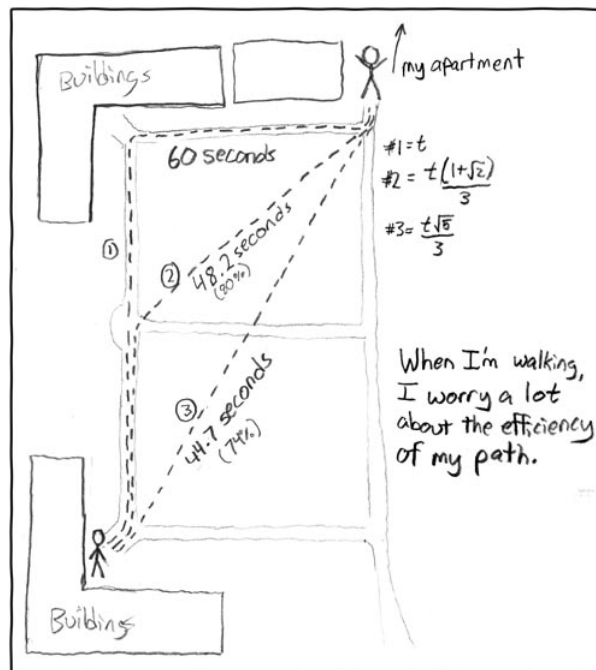 Buildings
my apartment
60 seconds
#1 = t
#2 = t(1+√2)/3
#3 = t√5/3
①
② 48.2 seconds
(80%)
③ 44.7 seconds
(74%)
When I'm walking,
I worry a lot
about the efficiency
of my path.
Buildings